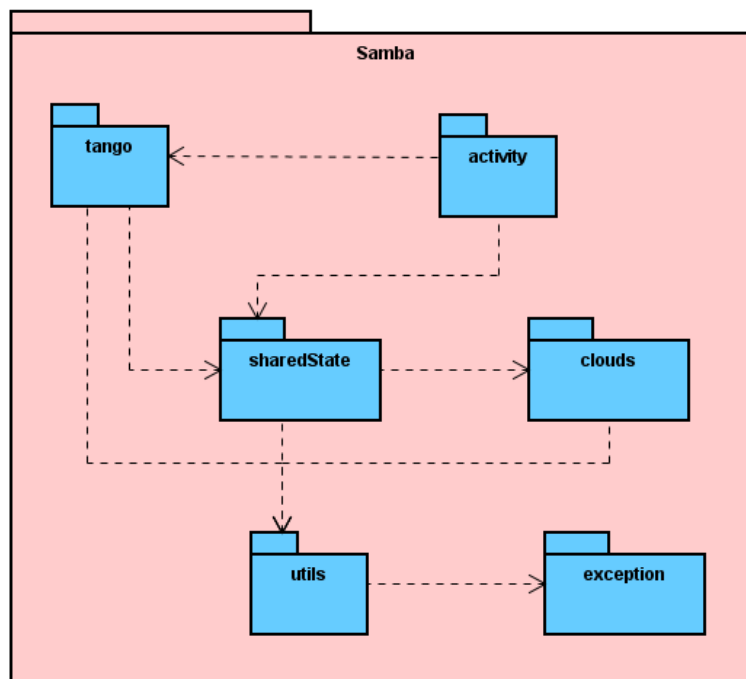 Samba
tango
activity
sharedState
clouds
utils
exception